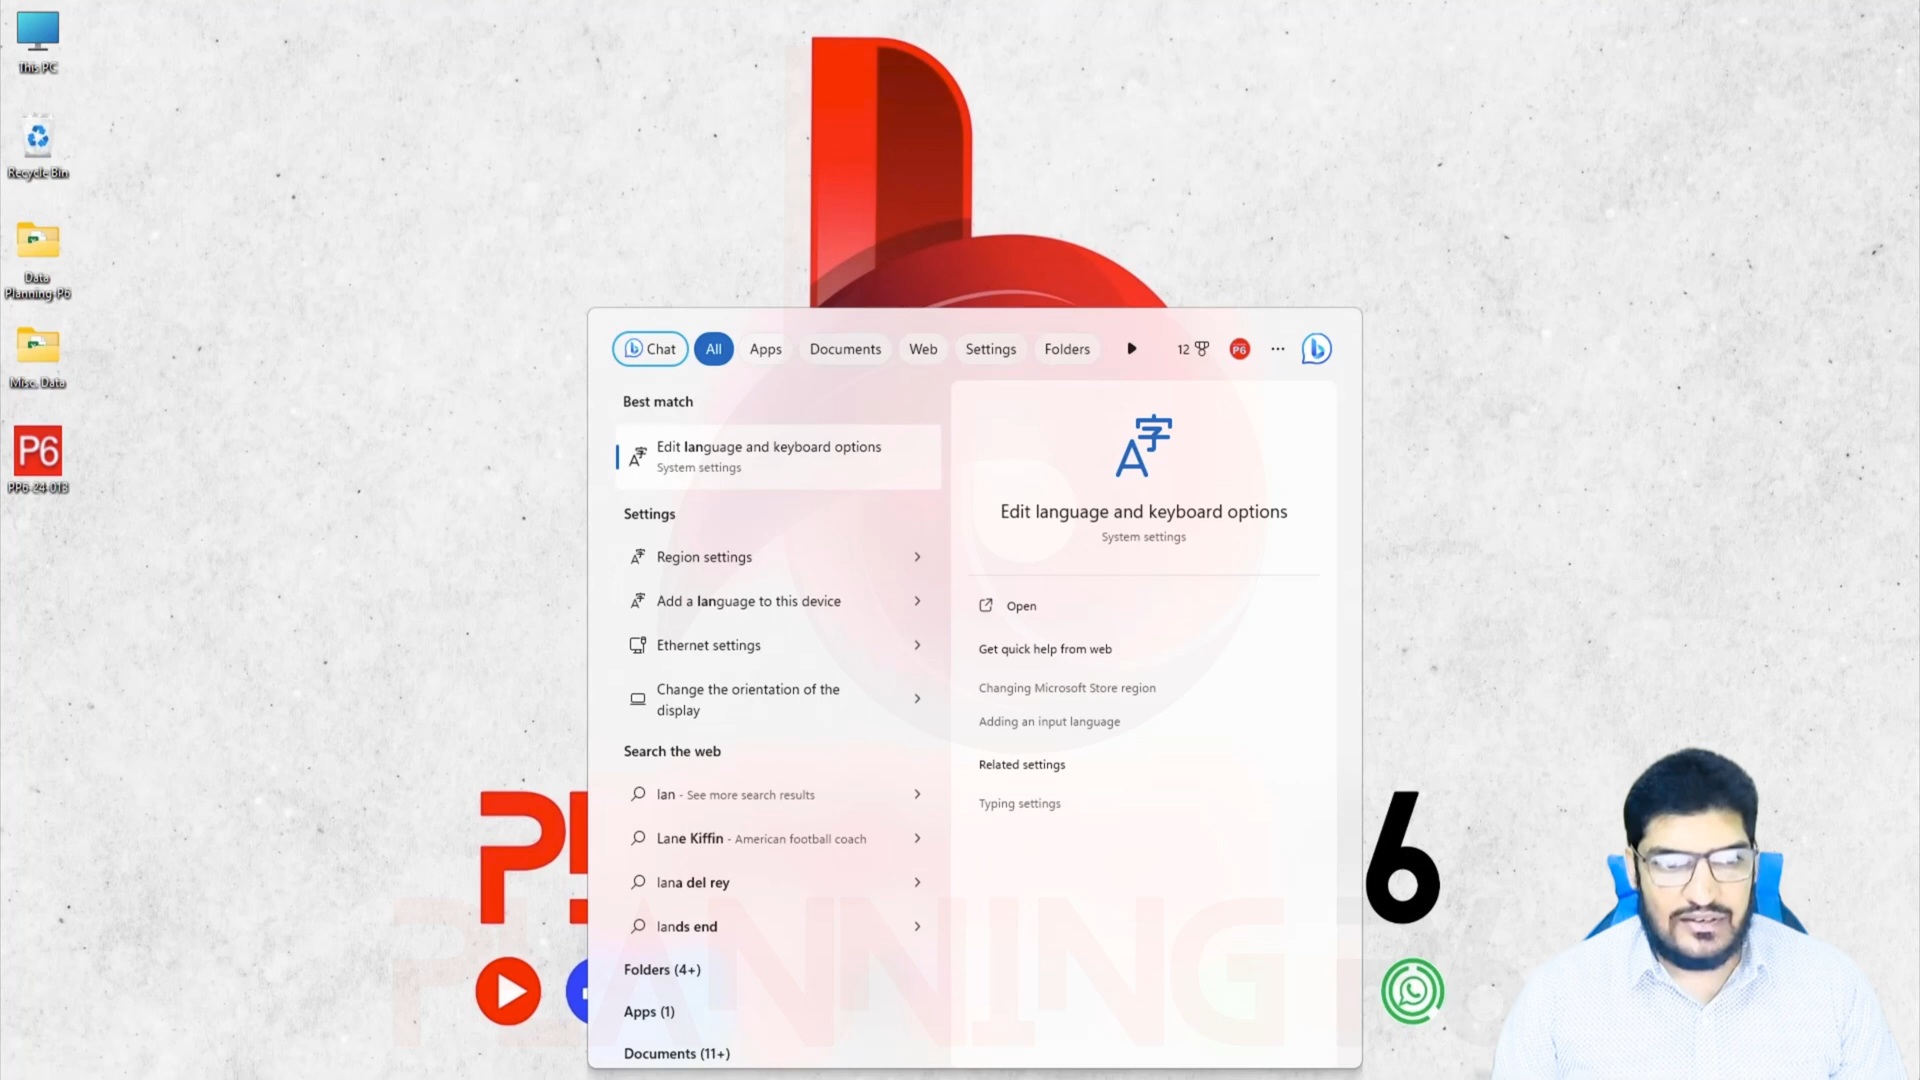 This PC
Recycle Bin
Data
Planning-P6
Misc. Data
P6
PP6-24-013
Chat
All
Apps
Documents
Web
Settings
Folders
12
P6
Best match
Edit language and keyboard options
System settings
Settings
Region settings
Add a language to this device
Ethernet settings
Change the orientation of the
display
Search the web
lan - See more search results
Lane Kiffin - American football coach
lana del rey
lands end
Folders (4+)
Apps (1)
Documents (11+)
Edit language and keyboard options
System settings
Open
Get quick help from web
Changing Microsoft Store region
Adding an input language
Related settings
Typing settings
6
PLANNING